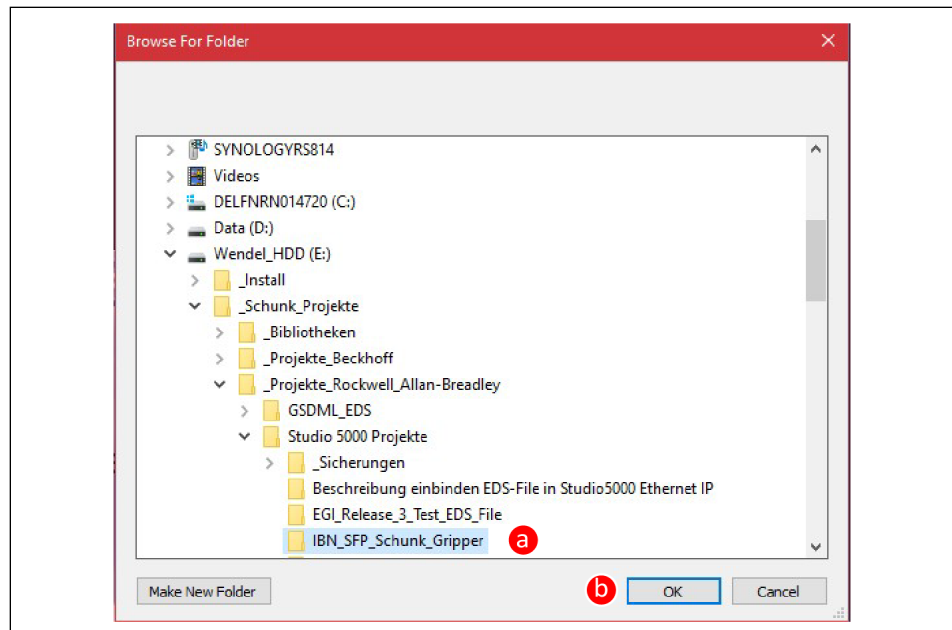 Browse For Folder
SYNOLOGYRS814
Videos
DELFNRN014720 (C:)
Data (D:)
Wendel_HDD (E:)
_Install
_Schunk_Projekte
_Bibliotheken
_Projekte_Beckhoff
_Projekte_Rockwell_Allan-Breadley
GSDML_EDS
Studio 5000 Projekte
_Sicherungen
Beschreibung einbinden EDS-File in Studio5000 Ethernet IP
EGI_Release_3_Test_EDS_File
IBN_SFP_Schunk_Gripper a
Make New Folder b OK Cancel